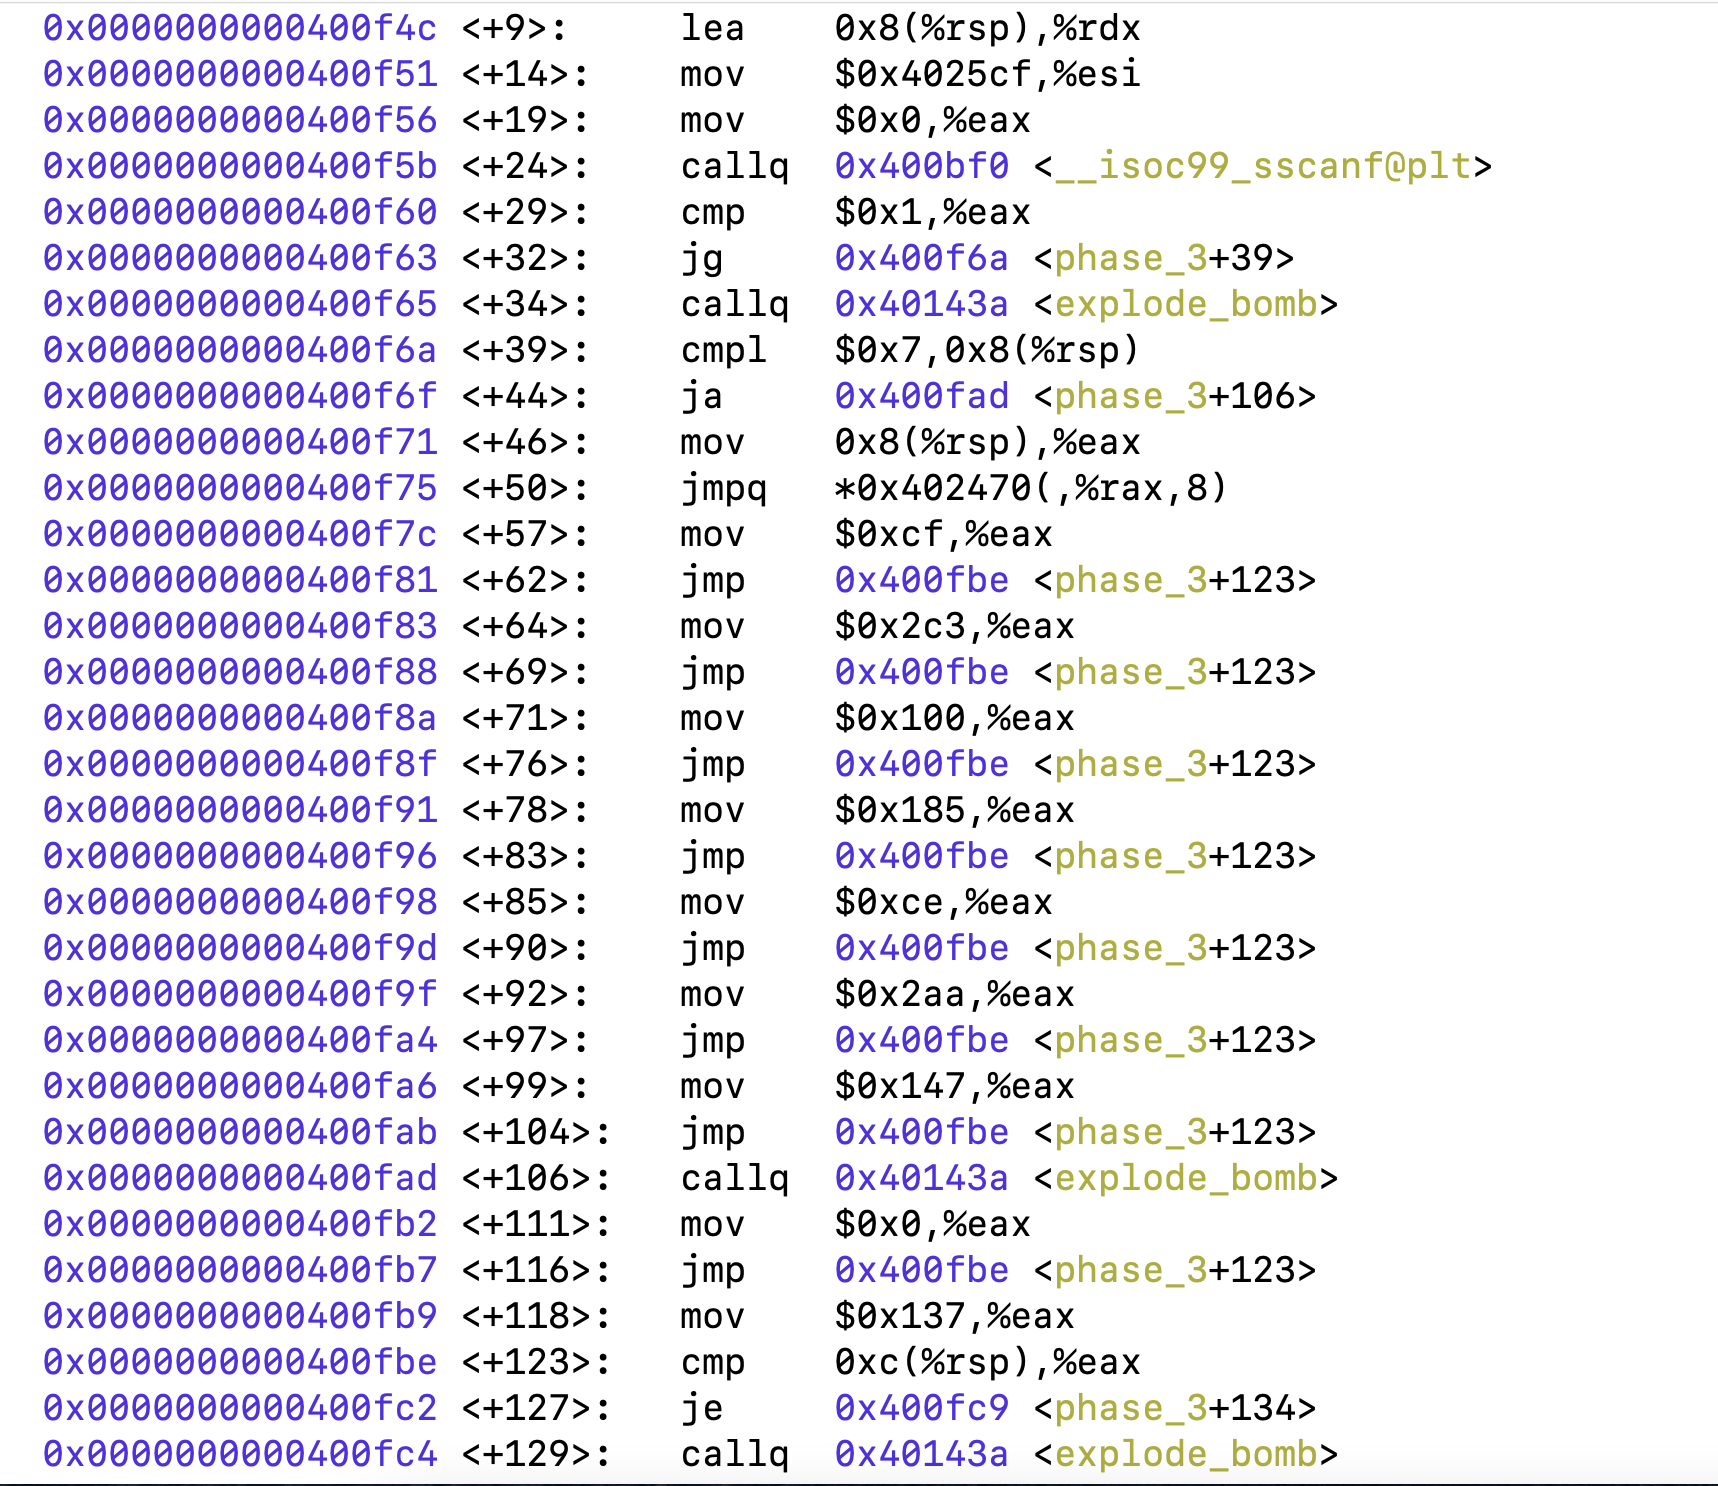 0x0000000000400f4c <+9>: lea 0x8(%rsp),%rdx
0x0000000000400f51 <+14>: mov $0x4025cf,%esi
0x0000000000400f56 <+19>: mov $0x0,%eax
0x0000000000400f5b <+24>: callq 0x400bf0 <__isoc99_sscanf@plt>
0x0000000000400f60 <+29>: cmp $0x1,%eax
0x0000000000400f63 <+32>: jg 0x400f6a <phase_3+39>
0x0000000000400f65 <+34>: callq 0x40143a <explode_bomb>
0x0000000000400f6a <+39>: cmpl $0x7,0x8(%rsp)
0x0000000000400f6f <+44>: ja 0x400fad <phase_3+106>
0x0000000000400f71 <+46>: mov 0x8(%rsp),%eax
0x0000000000400f75 <+50>: jmpq *0x402470(,%rax,8)
0x0000000000400f7c <+57>: mov $0xcf,%eax
0x0000000000400f81 <+62>: jmp 0x400fbe <phase_3+123>
0x0000000000400f83 <+64>: mov $0x2c3,%eax
0x0000000000400f88 <+69>: jmp 0x400fbe <phase_3+123>
0x0000000000400f8a <+71>: mov $0x100,%eax
0x0000000000400f8f <+76>: jmp 0x400fbe <phase_3+123>
0x0000000000400f91 <+78>: mov $0x185,%eax
0x0000000000400f96 <+83>: jmp 0x400fbe <phase_3+123>
0x0000000000400f98 <+85>: mov $0xce,%eax
0x0000000000400f9d <+90>: jmp 0x400fbe <phase_3+123>
0x0000000000400f9f <+92>: mov $0x2aa,%eax
0x0000000000400fa4 <+97>: jmp 0x400fbe <phase_3+123>
0x0000000000400fa6 <+99>: mov $0x147,%eax
0x0000000000400fab <+104>: jmp 0x400fbe <phase_3+123>
0x0000000000400fad <+106>: callq 0x40143a <explode_bomb>
0x0000000000400fb2 <+111>: mov $0x0,%eax
0x0000000000400fb7 <+116>: jmp 0x400fbe <phase_3+123>
0x0000000000400fb9 <+118>: mov $0x137,%eax
0x0000000000400fbe <+123>: cmp 0xc(%rsp),%eax
0x0000000000400fc2 <+127>: je 0x400fc9 <phase_3+134>
0x0000000000400fc4 <+129>: callq 0x40143a <explode_bomb>